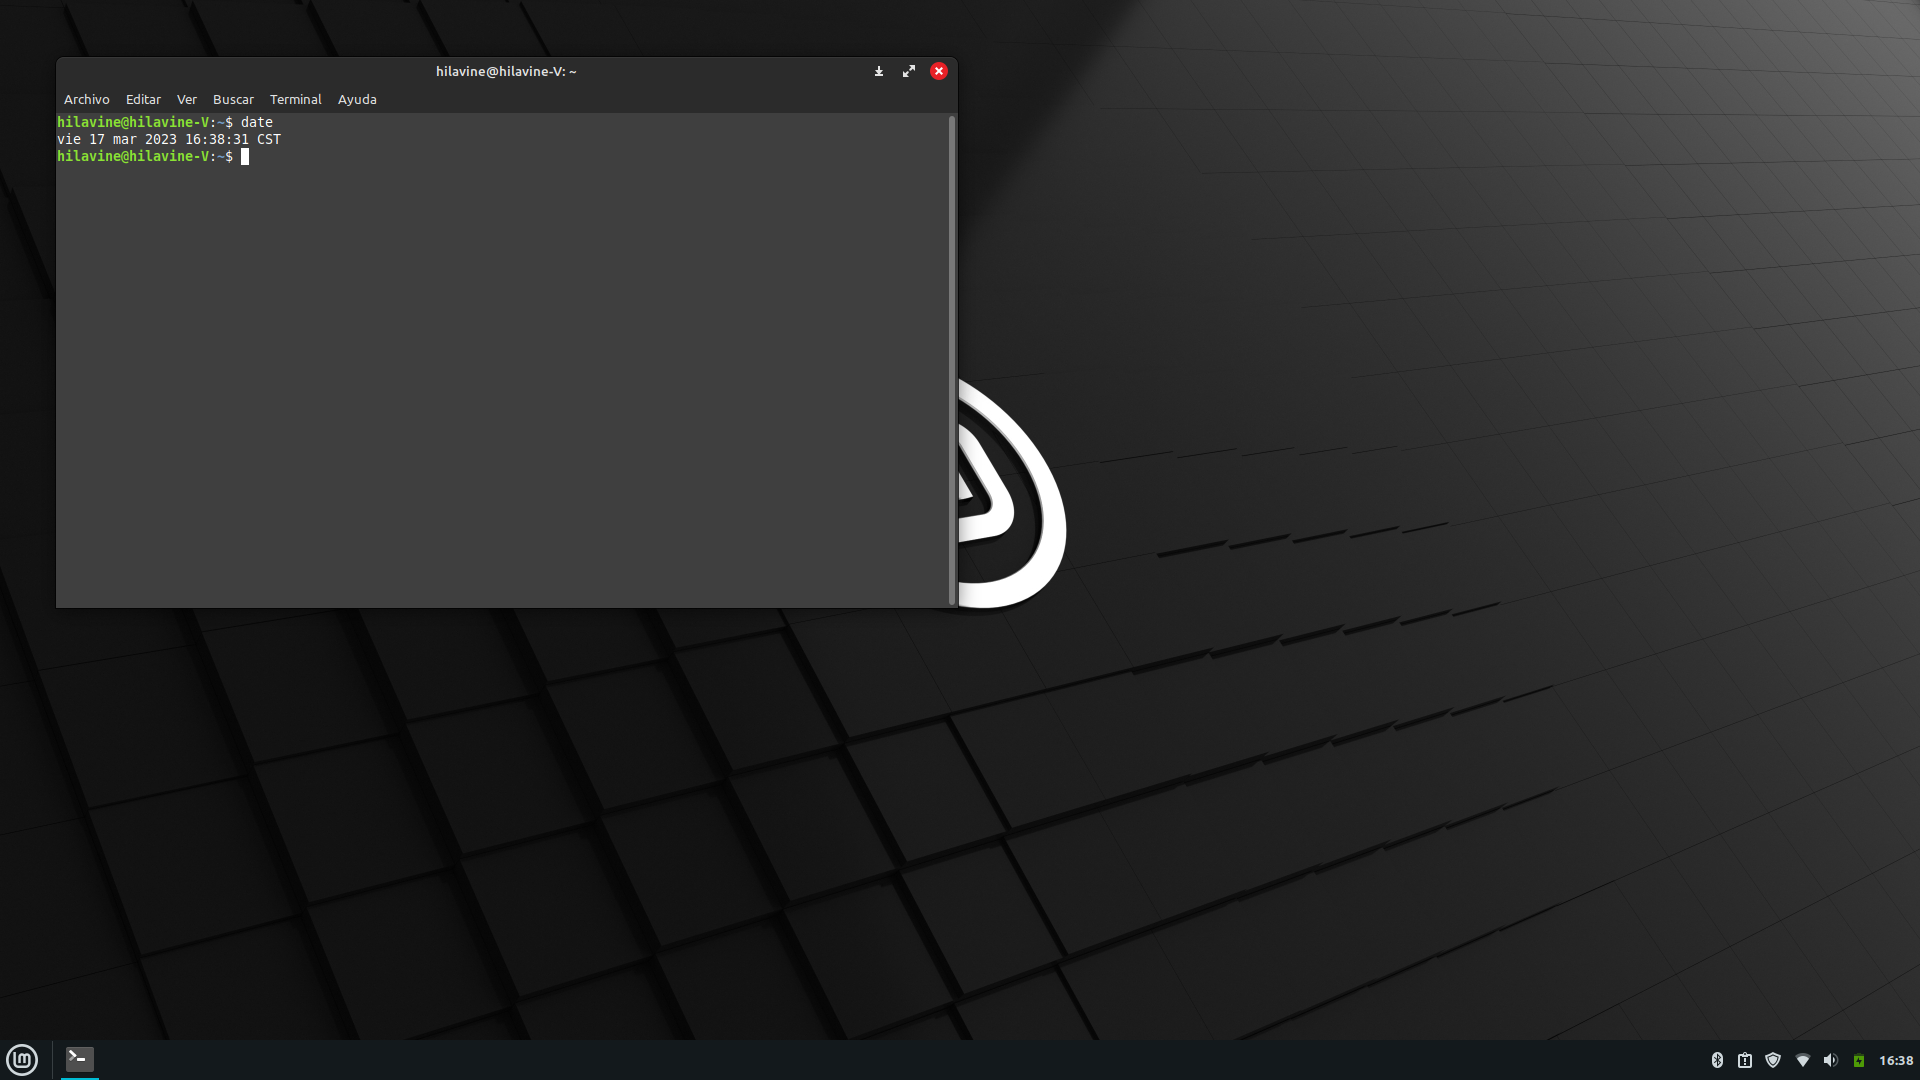 hilavine@hilavine-V: ~
Archivo Editar Ver Buscar Terminal Ayuda
hilavine@hilavine-V:~$ date
vie 17 mar 2023 16:38:31 CST
hilavine@hilavine-V:~$
16:38